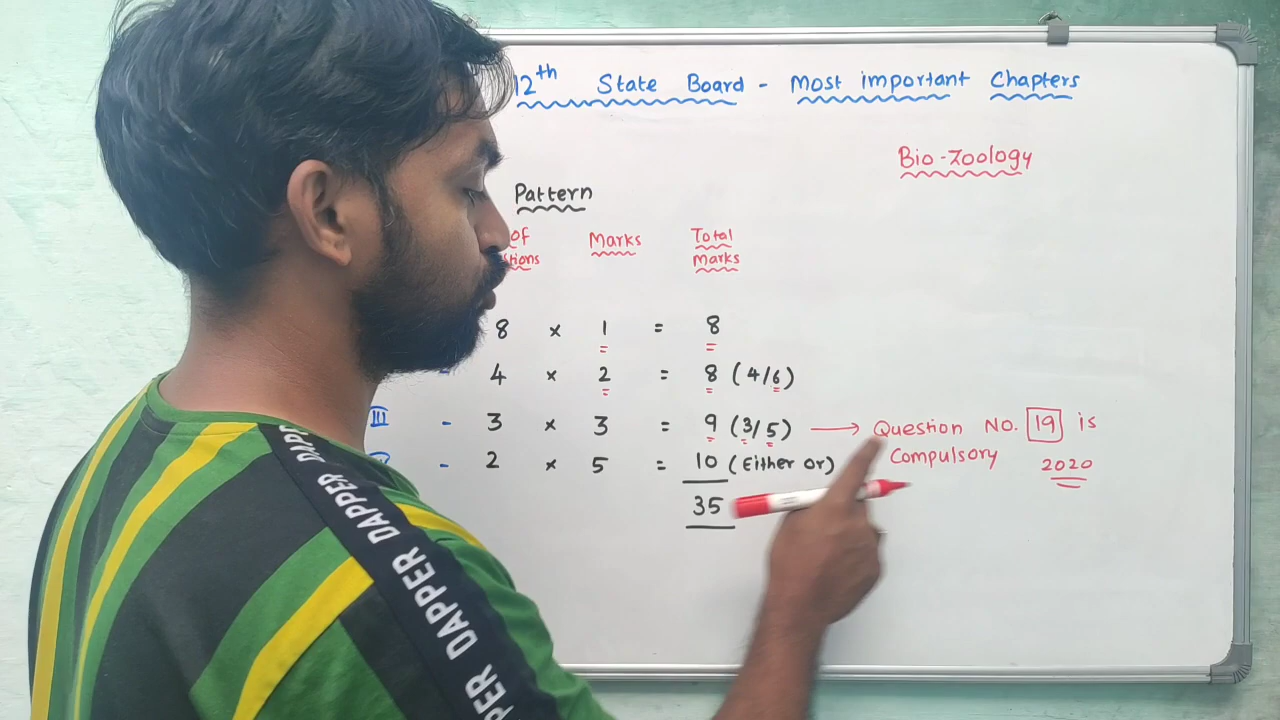 12th State Board - Most important Chapters
Bio-Zoology
Pattern
of Marks Total
Marks
8 × 1 = 8
- 4 × 2 = 8 (4/6)
III - 3 × 3 = 9 (3/5) → Question No. 19 is
Compulsory 2020
- 2 × 5 = 10 (Either or)
35
DAPPER DAPPER DAPPER